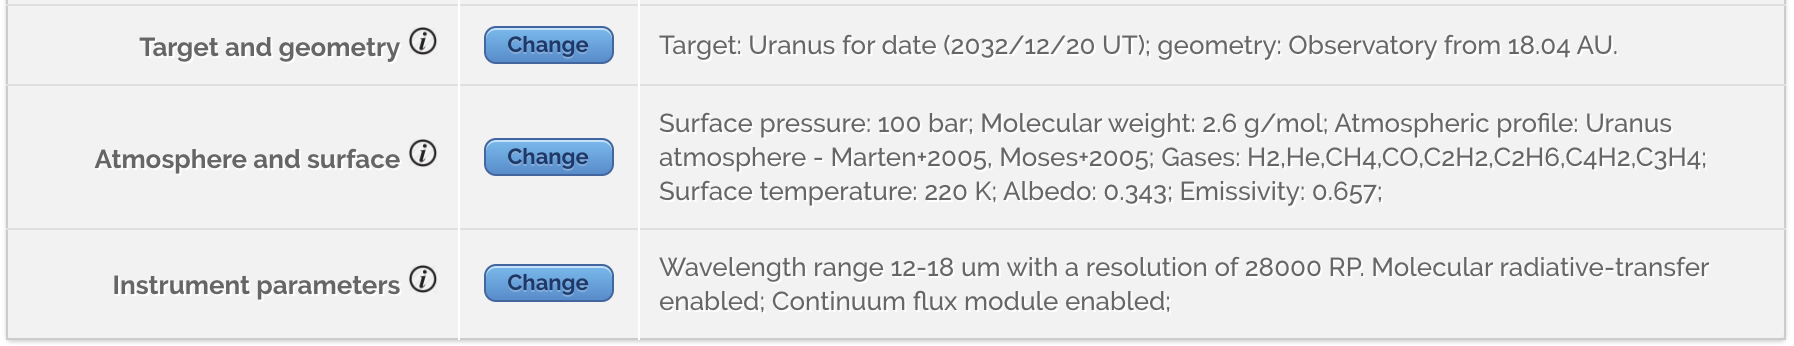 Target and geometry
Change
Target: Uranus for date (2032/12/20 UT); geometry: Observatory from 18.04 AU.
Atmosphere and surface
Change
Surface pressure: 100 bar; Molecular weight: 2.6 g/mol; Atmospheric profile: Uranus
atmosphere - Marten+2005, Moses+2005; Gases: H2,He,CH4,CO,C2H2,C2H6,C4H2,C3H4;
Surface temperature: 220 K; Albedo: 0.343; Emissivity: 0.657;
Instrument parameters
Change
Wavelength range 12-18 um with a resolution of 28000 RP. Molecular radiative-transfer
enabled; Continuum flux module enabled;